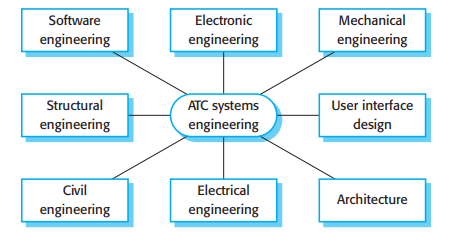 Software
engineering
Electronic
engineering
Mechanical
engineering
Structural
engineering
ATC systems
engineering
User interface
design
Civil
engineering
Electrical
engineering
Architecture